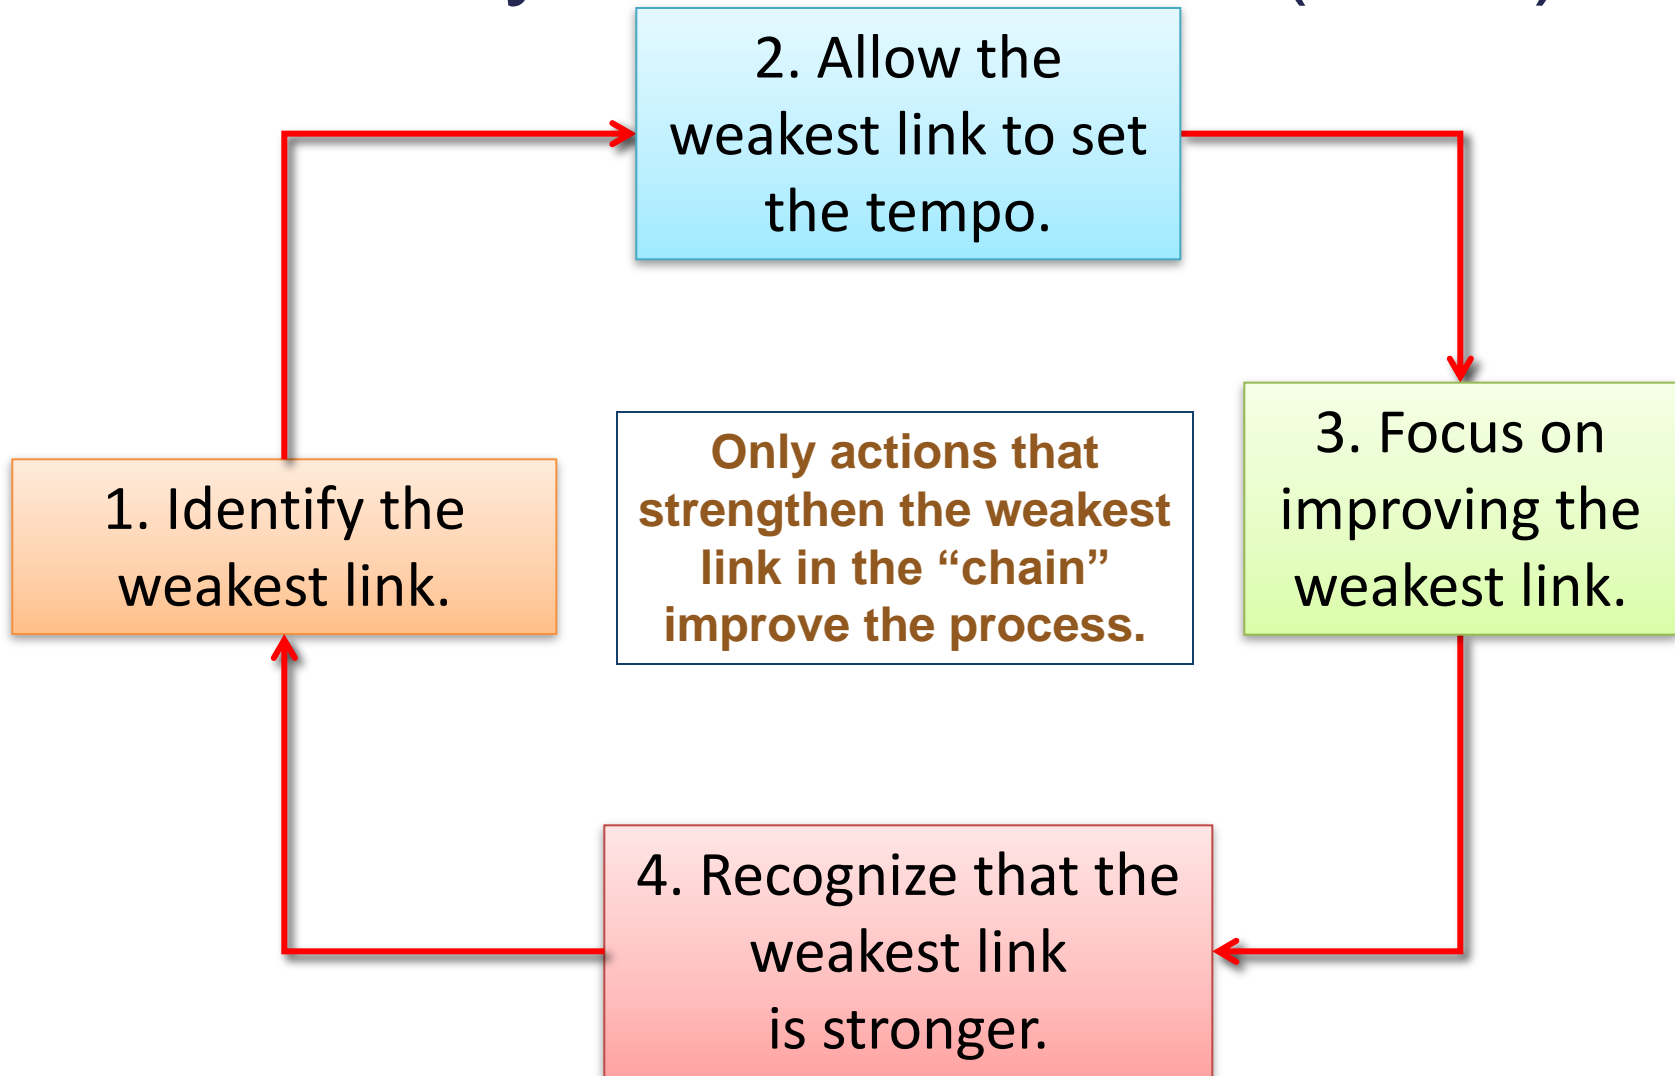 2. Allow the
weakest link to set
the tempo.
1. Identify the
weakest link.
Only actions that
strengthen the weakest
link in the “chain”
improve the process.
3. Focus on
improving the
weakest link.
4. Recognize that the
weakest link
is stronger.